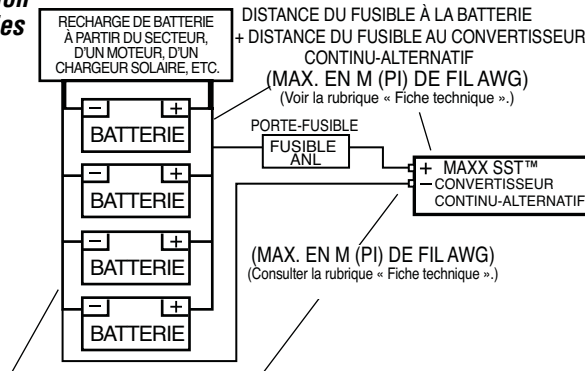 on
les
RECHARGE DE BATTERIE
À PARTIR DU SECTEUR,
D'UN MOTEUR, D'UN
CHARGEUR SOLAIRE, ETC.
DISTANCE DU FUSIBLE À LA BATTERIE
+ DISTANCE DU FUSIBLE AU CONVERTISSEUR
CONTINU-ALTERNATIF
(MAX. EN M (PI) DE FIL AWG)
(Voir la rubrique « Fiche technique ».)
– +
BATTERIE
PORTE-FUSIBLE
FUSIBLE
ANL
+ MAXX SST™
– CONVERTISSEUR
CONTINU-ALTERNATIF
– +
BATTERIE
– +
BATTERIE
(MAX. EN M (PI) DE FIL AWG)
(Consulter la rubrique « Fiche technique ».)
– +
BATTERIE